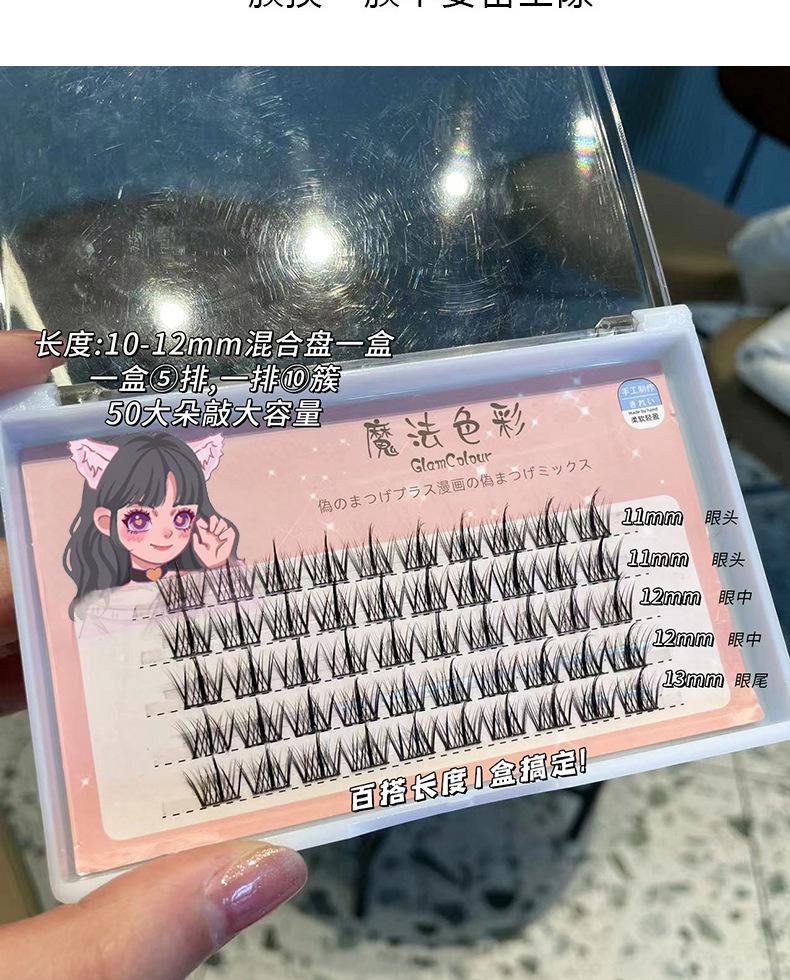 长度:10-12mm混合盘一盒
一盒⑤排,一排⑩簇
50大朵敲大容量
魔法色彩
GlamColour
偽のまつげプラス漫画の偽まつげミックス
手工制作
きれい
Made by hand
柔软轻盈
11mm 眼头
11mm 眼头
12mm 眼中
12mm 眼中
13mm 眼尾
百搭长度1盒搞定!